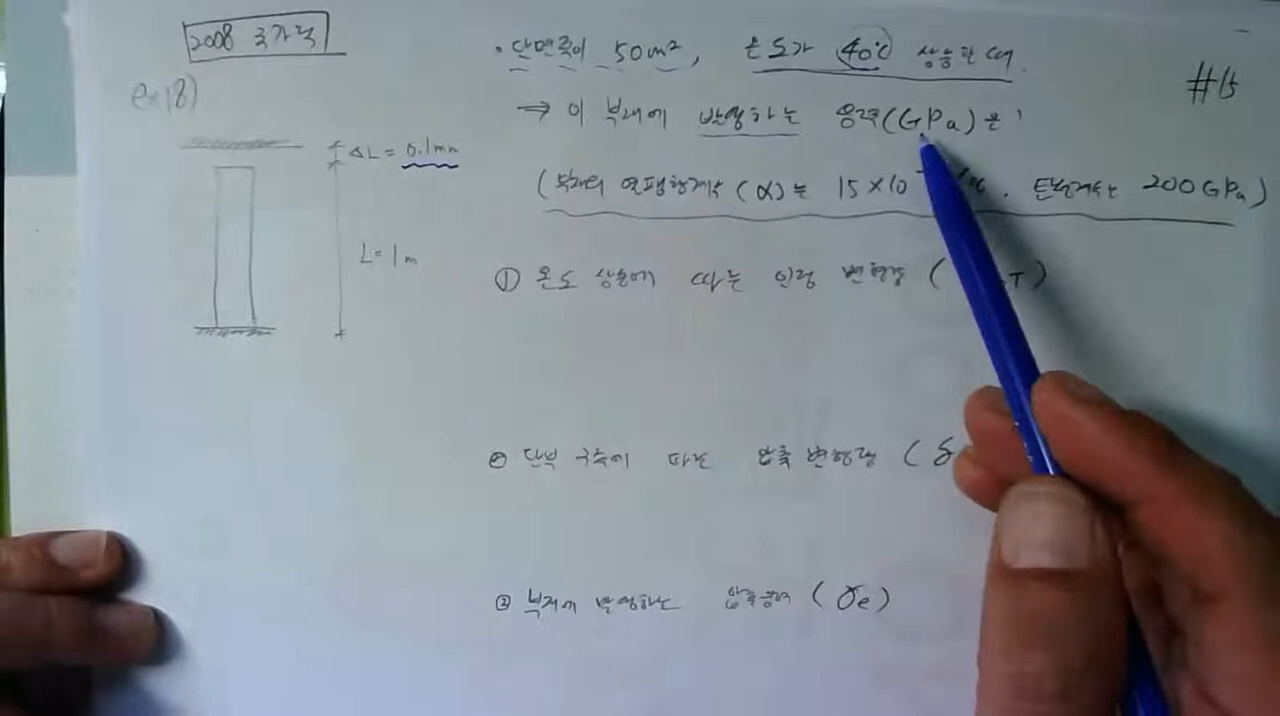 2008 국가직
ex 18)
· 단면적이 50m², 온도가 40℃ 상승할 때
#15
→ 이 부재에 발생하는 응력(GPa)은?
ΔL = 0.1mm
(부재의 열팽창계수(α)는 15×10 탄성계수는 200GPa)
L=1m
① 온도 상승에 따른 인장 변형량 ( T)
② 단부 구속에 따른 압축 변형량 (δ
③ 부재에 발생하는 압축응력 (σc)